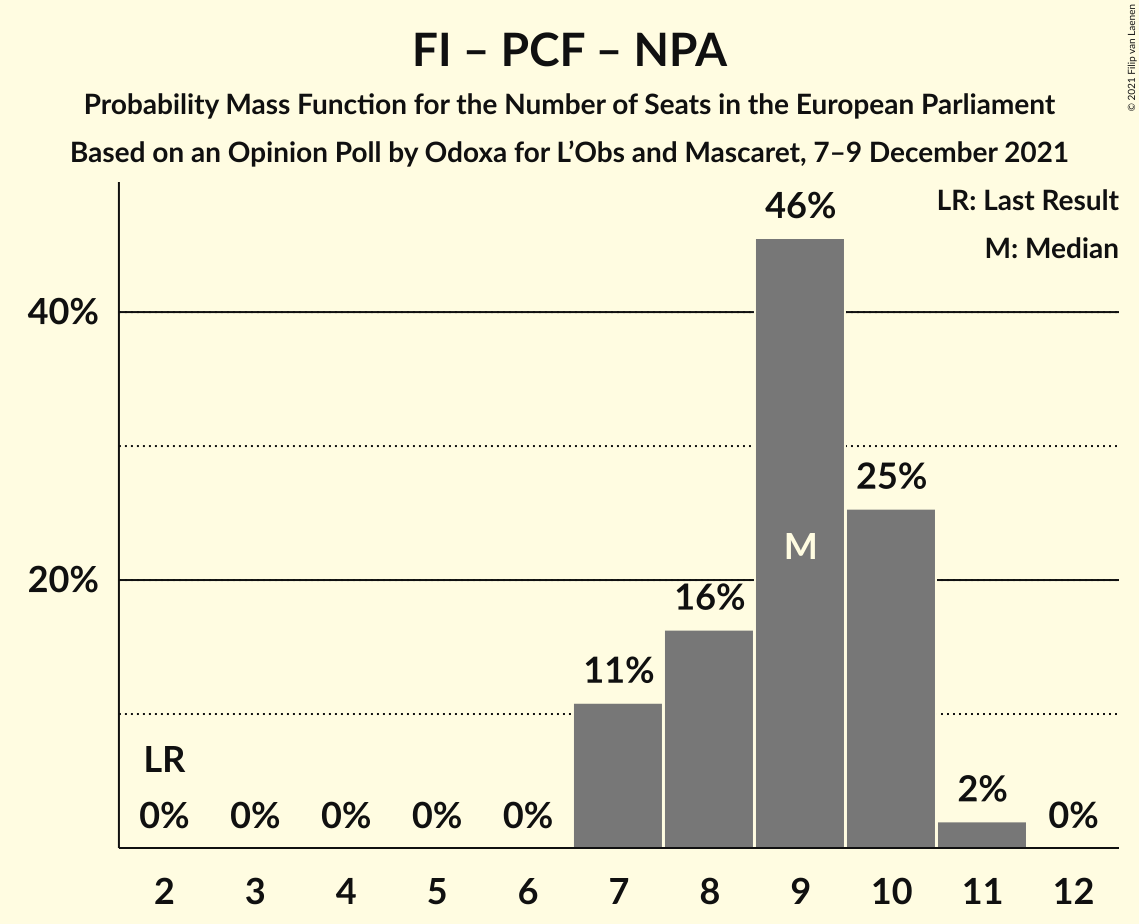 FI – PCF – NPA
Probability Mass Function for the Number of Seats in the European Parliament
Based on an Opinion Poll by Odoxa for L’Obs and Mascaret, 7–9 December 2021
© 2021 Filip van Laenen
LR: Last Result
M: Median
46%
40%
25%
M
20%
16%
11%
LR
2%
0% 0% 0% 0% 0% 0%
2 3 4 5 6 7 8 9 10 11 12